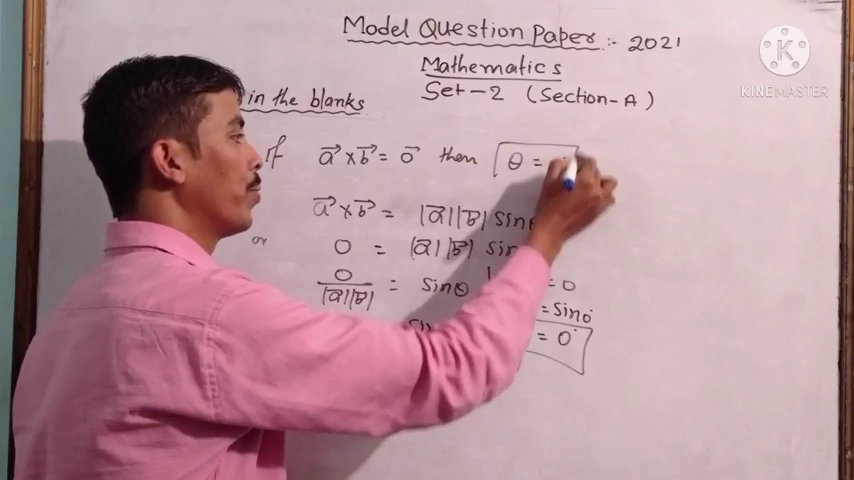 Model Question Paper :- 2021
Mathematics
Set-2 (Section-A)
in the blanks
If a⃗ × b⃗ = 0⃗ then θ =
a⃗ × b⃗ = |a⃗||b⃗| sin
or 0 = |a⃗||b⃗| sin
0/|a⃗||b⃗| = sinθ = 0
= sin0°
= 0°
K
KINEMASTER